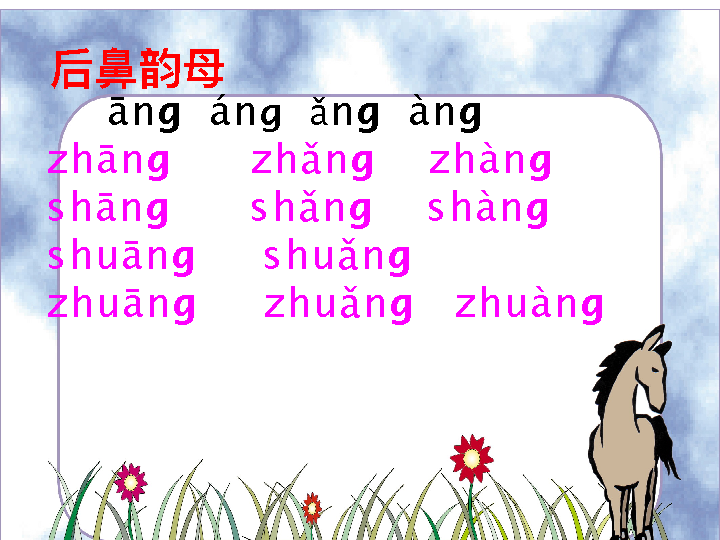 后鼻韵母
āng áng ǎng àng
zhāng zhǎng zhàng
shāng shǎng shàng
shuāng shuǎng
zhuāng zhuǎng zhuàng